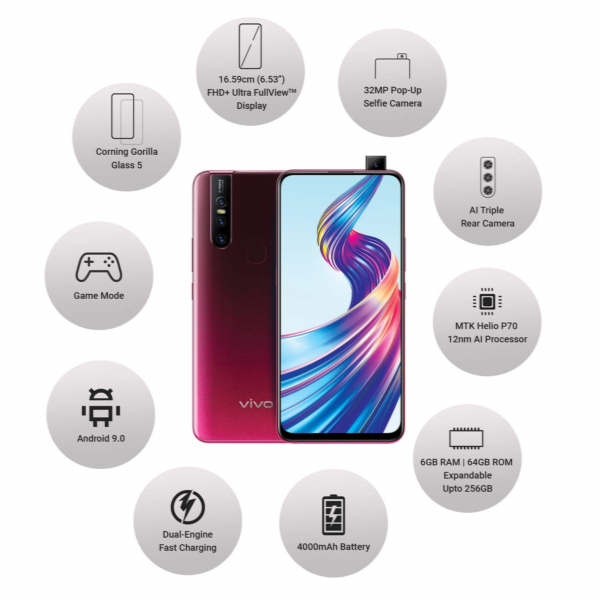 16.59cm (6.53")
FHD+ Ultra FullView™
Display
32MP Pop-Up
Selfie Camera
Corning Gorilla
Glass 5
AI Triple
Rear Camera
Game Mode
MTK Helio P70
12nm AI Processor
vivo
Android 9.0
6GB RAM | 64GB ROM
Expandable
Upto 256GB
Dual-Engine
Fast Charging
4000mAh Battery